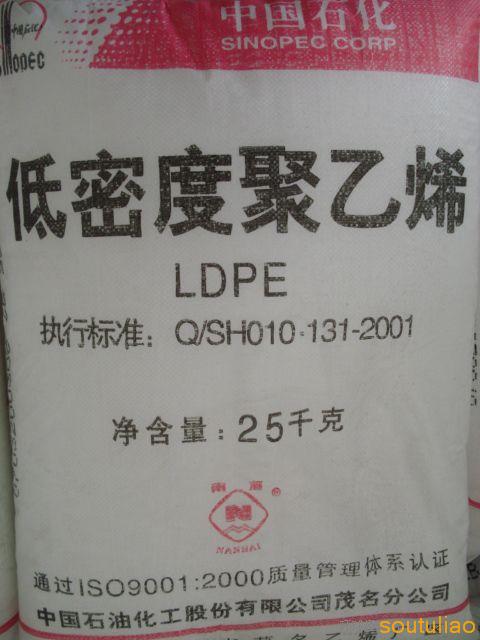 中国石化
SINOPEC CORP.
低密度聚乙烯
LDPE
执行标准：Q/SH010·131-2001
净含量：25千克
南海
®
NANHAI
通过ISO9001:2000质量管理体系认证
中国石油化工股份有限公司茂名分公司
soutuliao